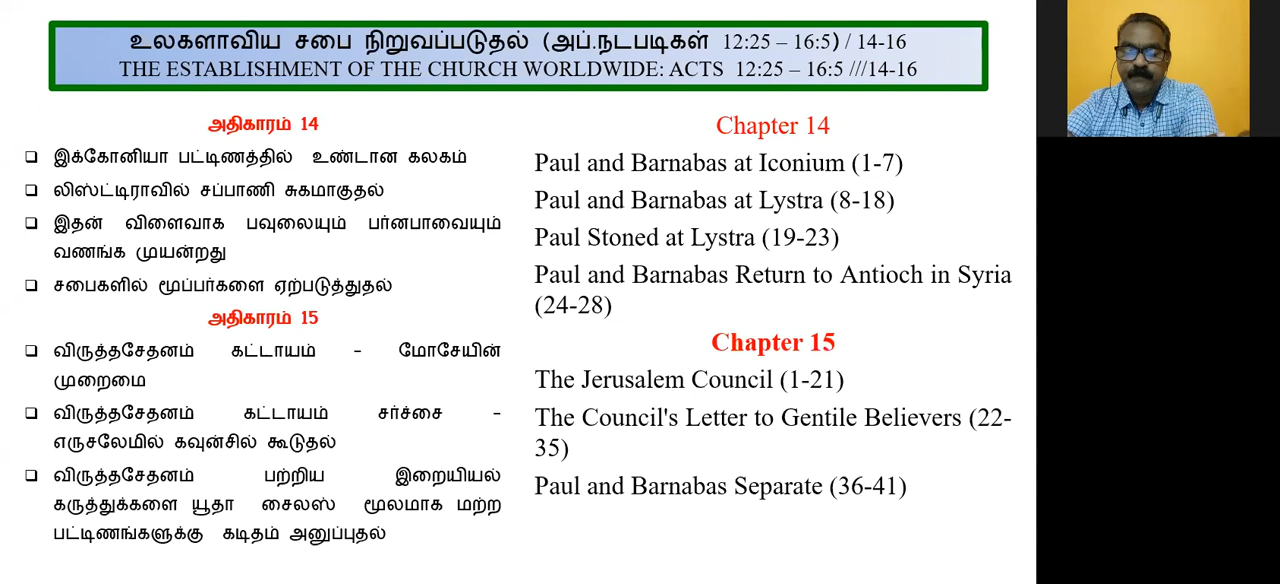 உலகளாவிய சபை நிறுவப்படுதல் (அப்.நடபடிகள் 12:25 – 16:5) / 14-16
THE ESTABLISHMENT OF THE CHURCH WORLDWIDE: ACTS 12:25 – 16:5 ///14-16
அதிகாரம் 14
❑ இக்கோனியா பட்டிணத்தில் உண்டான கலகம்
❑ லிஸ்ட்டிராவில் சப்பாணி சுகமாகுதல்
❑ இதன் விளைவாக பவுலையும் பர்னபாவையும்
வணங்க முயன்றது
❑ சபைகளில் மூப்பர்களை ஏற்படுத்துதல்
அதிகாரம் 15
❑ விருத்தசேதனம் கட்டாயம் – மோசேயின்
முறைமை
❑ விருத்தசேதனம் கட்டாயம் சர்ச்சை –
எருசலேமில் கவுன்சில் கூடுதல்
❑ விருத்தசேதனம் பற்றிய இறையியல்
கருத்துக்களை யூதா சைலஸ் மூலமாக மற்ற
பட்டிணங்களுக்கு கடிதம் அனுப்புதல்
Chapter 14
Paul and Barnabas at Iconium (1-7)
Paul and Barnabas at Lystra (8-18)
Paul Stoned at Lystra (19-23)
Paul and Barnabas Return to Antioch in Syria
(24-28)
Chapter 15
The Jerusalem Council (1-21)
The Council's Letter to Gentile Believers (22-
35)
Paul and Barnabas Separate (36-41)